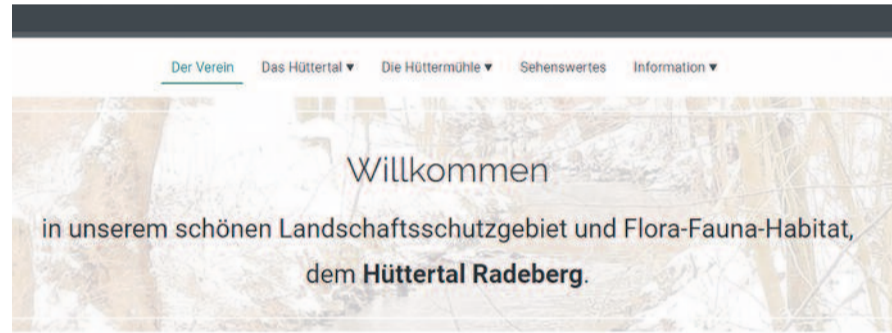 Der Verein Das Hüttertal ▼ Die Hüttermühle ▼ Sehenswertes Information ▼
Willkommen
in unserem schönen Landschaftsschutzgebiet und Flora-Fauna-Habitat,
dem Hüttertal Radeberg.